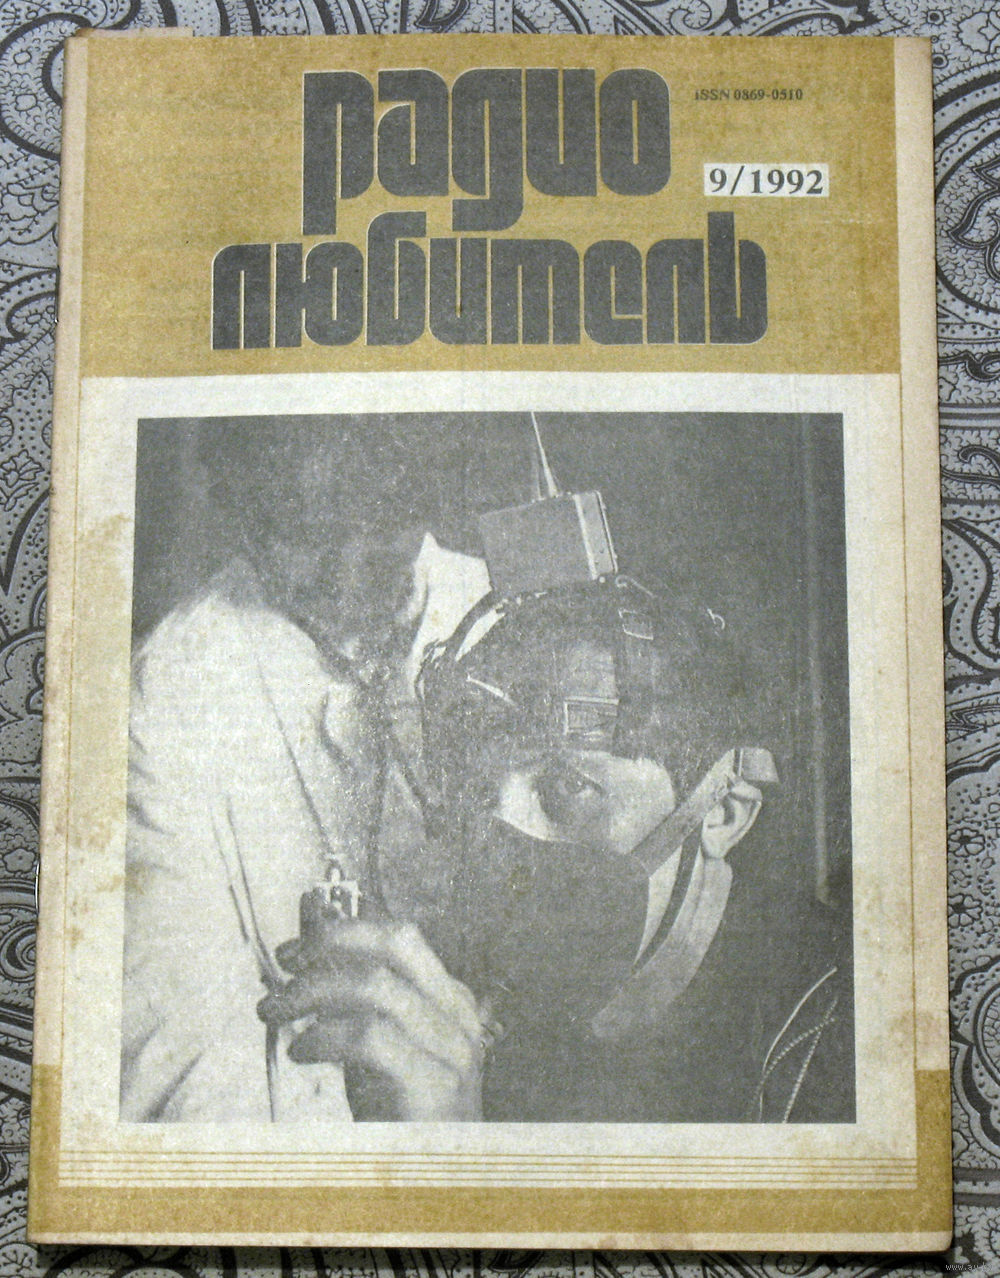 радио
ISSN 0869-0510
9/1992
любитель